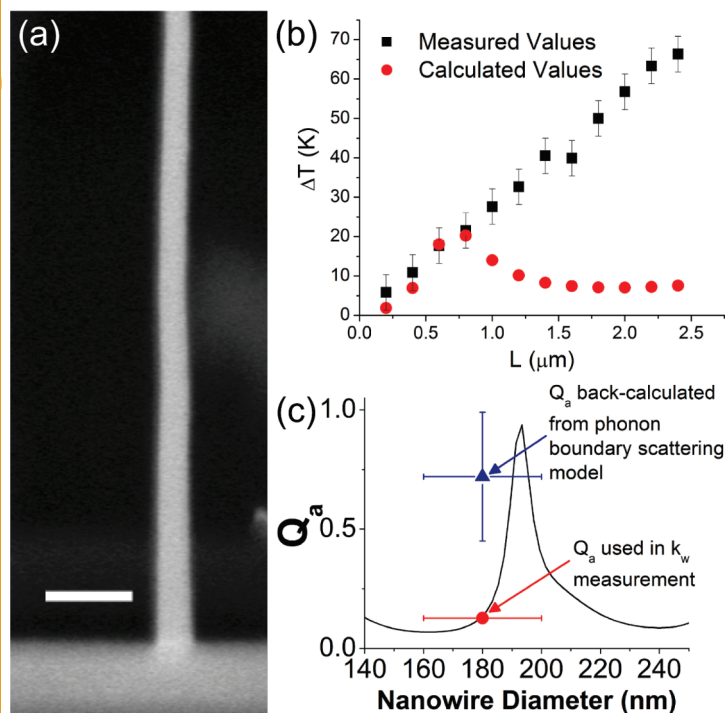 (a)
(b)
Measured Values
Calculated Values
70
60
50
40
30
20
10
0
ΔT (K)
0.0 0.5 1.0 1.5 2.0 2.5
L (μm)
(c)
1.0
0.5
0.0
Qa
Qa back-calculated
from phonon
boundary scattering
model
Qa used in kw
measurement
140 160 180 200 220 240
Nanowire Diameter (nm)